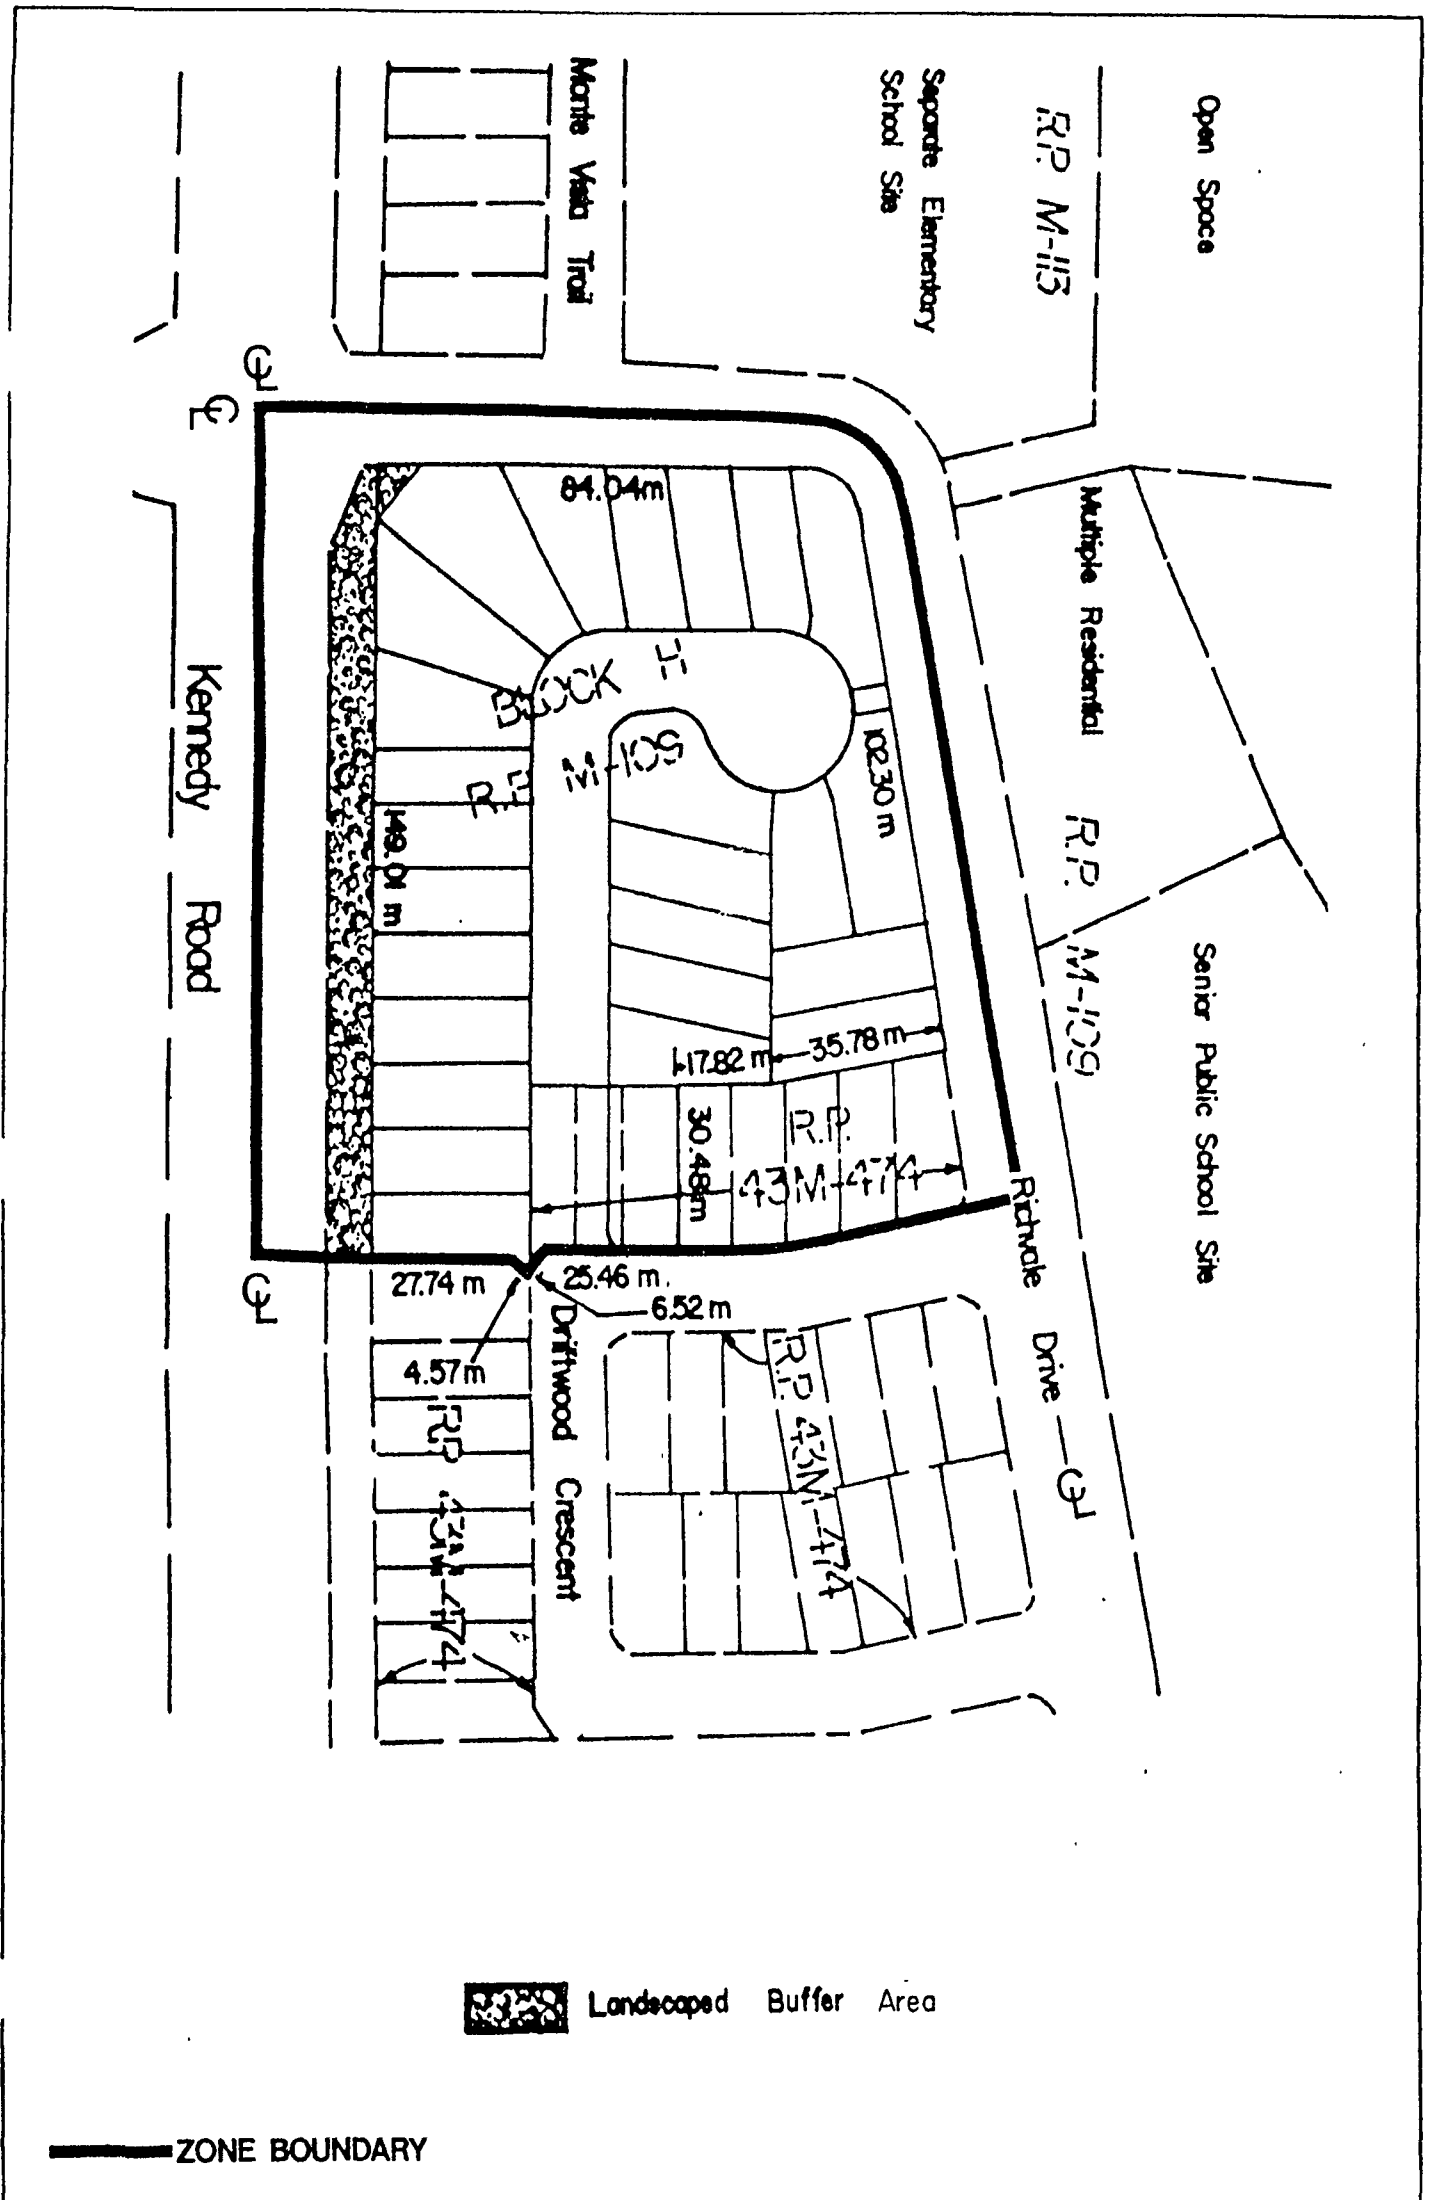 Open Space
R.P. M-113
Separate Elementary
School Site
Monte Vista Trail
℄
℄
84.04m
Multiple Residential
R.P. M-109
BLOCK H
R.P. M-109
102.30 m
149.01 m
Kennedy Road
Senior Public School Site
17.82 m
35.78 m
30.48 m
R.P.
43M-474
Richvale Drive
℄
27.74 m
25.46 m.
6.52 m
4.57m
℄
Driftwood Crescent
R.P. 43M-474
R.P. 43M-474
Landscaped Buffer Area
ZONE BOUNDARY